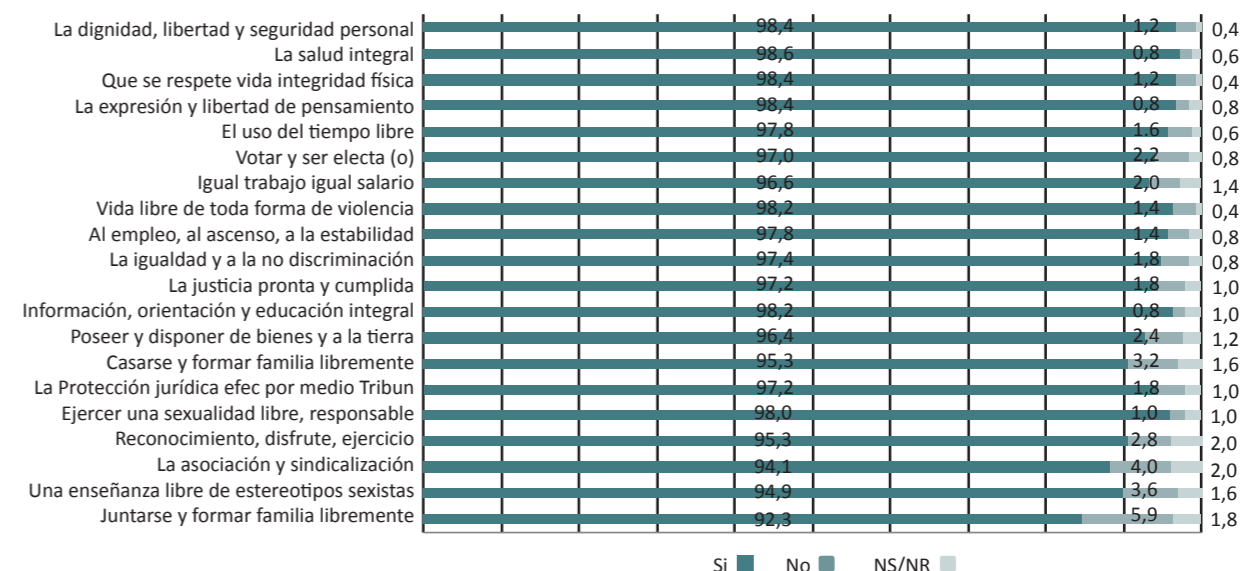 La dignidad, libertad y seguridad personal 98,4 1,2 0,4
La salud integral 98,6 0,8 0,6
Que se respete vida integridad física 98,4 1,2 0,4
La expresión y libertad de pensamiento 98,4 0,8 0,8
El uso del tiempo libre 97,8 1.6 0,6
Votar y ser electa (o) 97,0 2,2 0,8
Igual trabajo igual salario 96,6 2,0 1,4
Vida libre de toda forma de violencia 98,2 1,4 0,4
Al empleo, al ascenso, a la estabilidad 97,8 1,4 0,8
La igualdad y a la no discriminación 97,4 1,8 0,8
La justicia pronta y cumplida 97,2 1,8 1,0
Información, orientación y educación integral 98,2 0,8 1,0
Poseer y disponer de bienes y a la tierra 96,4 2,4 1,2
Casarse y formar familia libremente 95,3 3,2 1,6
La Protección jurídica efec por medio Tribun 97,2 1,8 1,0
Ejercer una sexualidad libre, responsable 98,0 1,0 1,0
Reconocimiento, disfrute, ejercicio 95,3 2,8 2,0
La asociación y sindicalización 94,1 4,0 2,0
Una enseñanza libre de estereotipos sexistas 94,9 3,6 1,6
Juntarse y formar familia libremente 92,3 5,9 1,8
Si No NS/NR